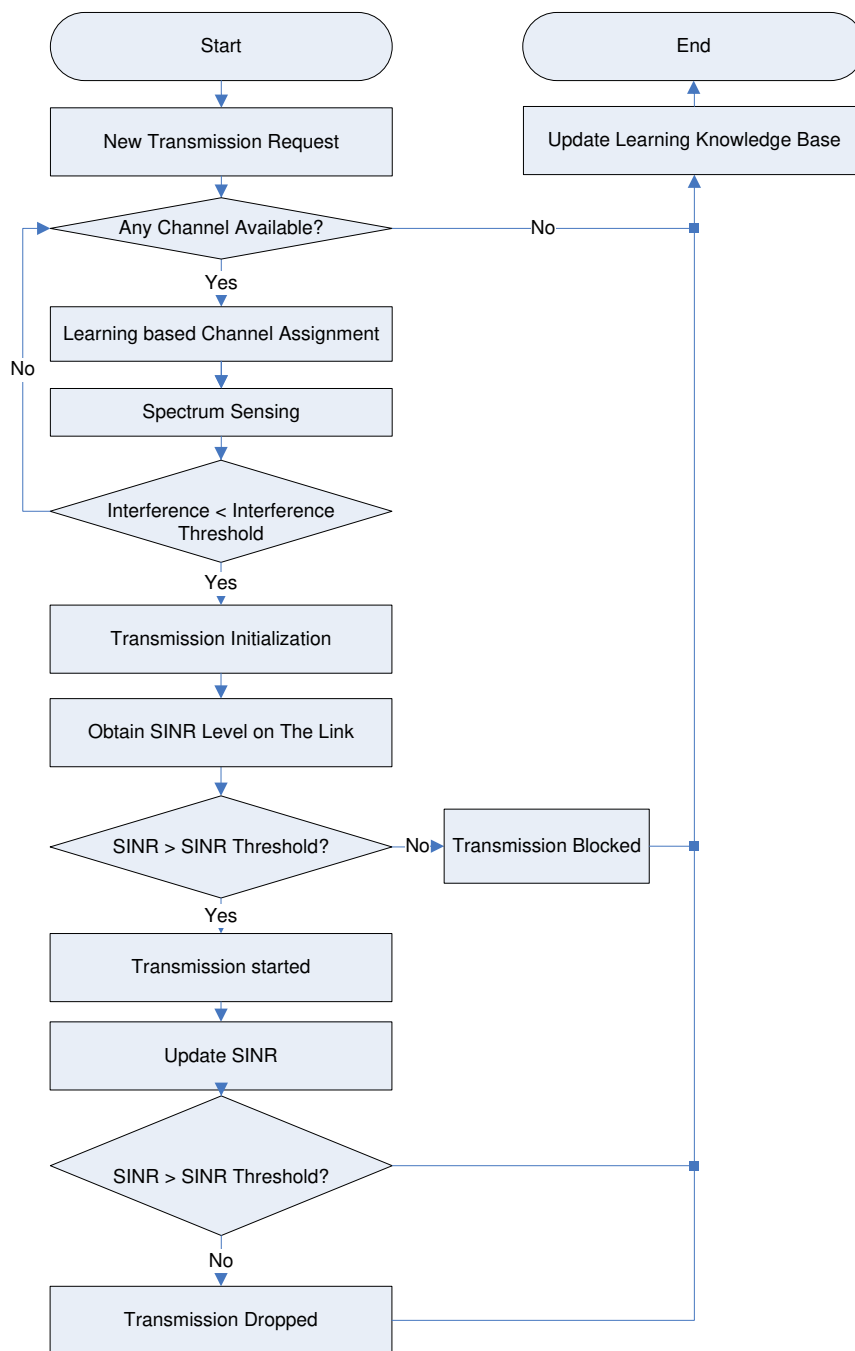 Start
End
New Transmission Request
Update Learning Knowledge Base
Any Channel Available?
No
Yes
Learning based Channel Assignment
No
Spectrum Sensing
Interference < Interference
Threshold
Yes
Transmission Initialization
Obtain SINR Level on The Link
SINR > SINR Threshold?
No
Transmission Blocked
Yes
Transmission started
Update SINR
SINR > SINR Threshold?
No
Transmission Dropped